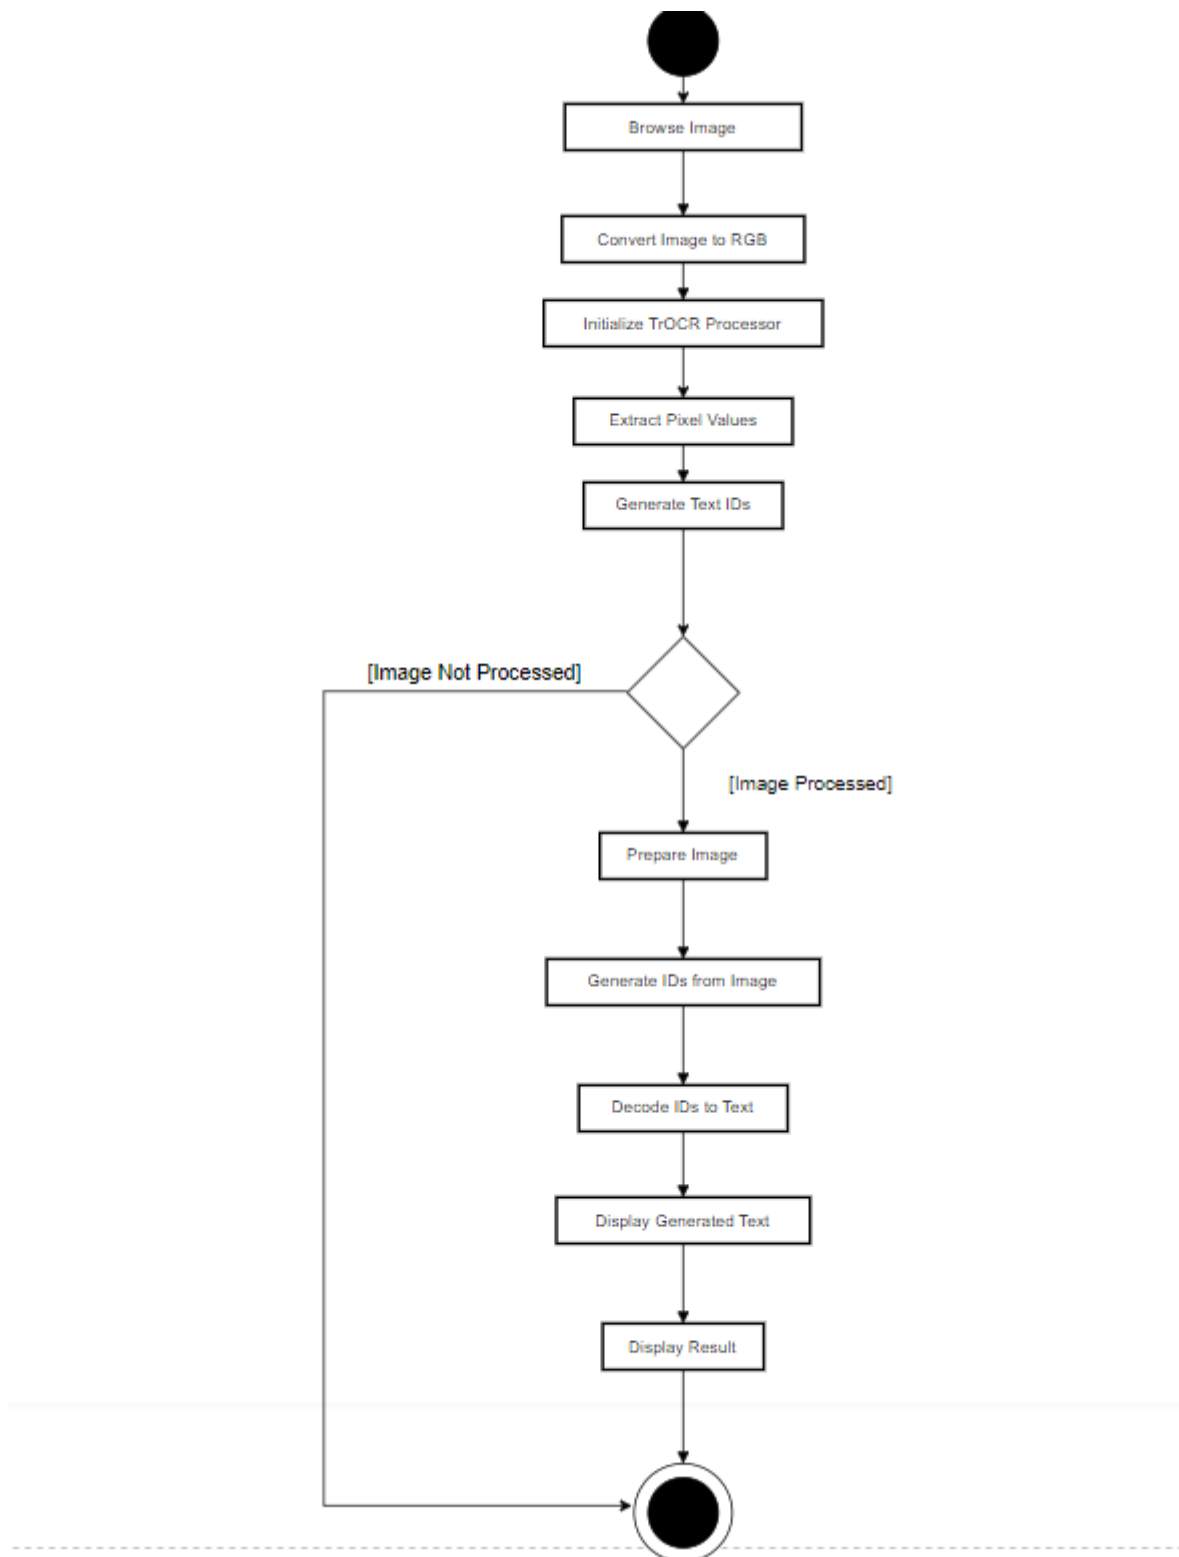 Browse Image
Convert Image to RGB
Initialize TrOCR Processor
Extract Pixel Values
Generate Text IDs
[Image Not Processed]
[Image Processed]
Prepare Image
Generate IDs from Image
Decode IDs to Text
Display Generated Text
Display Result